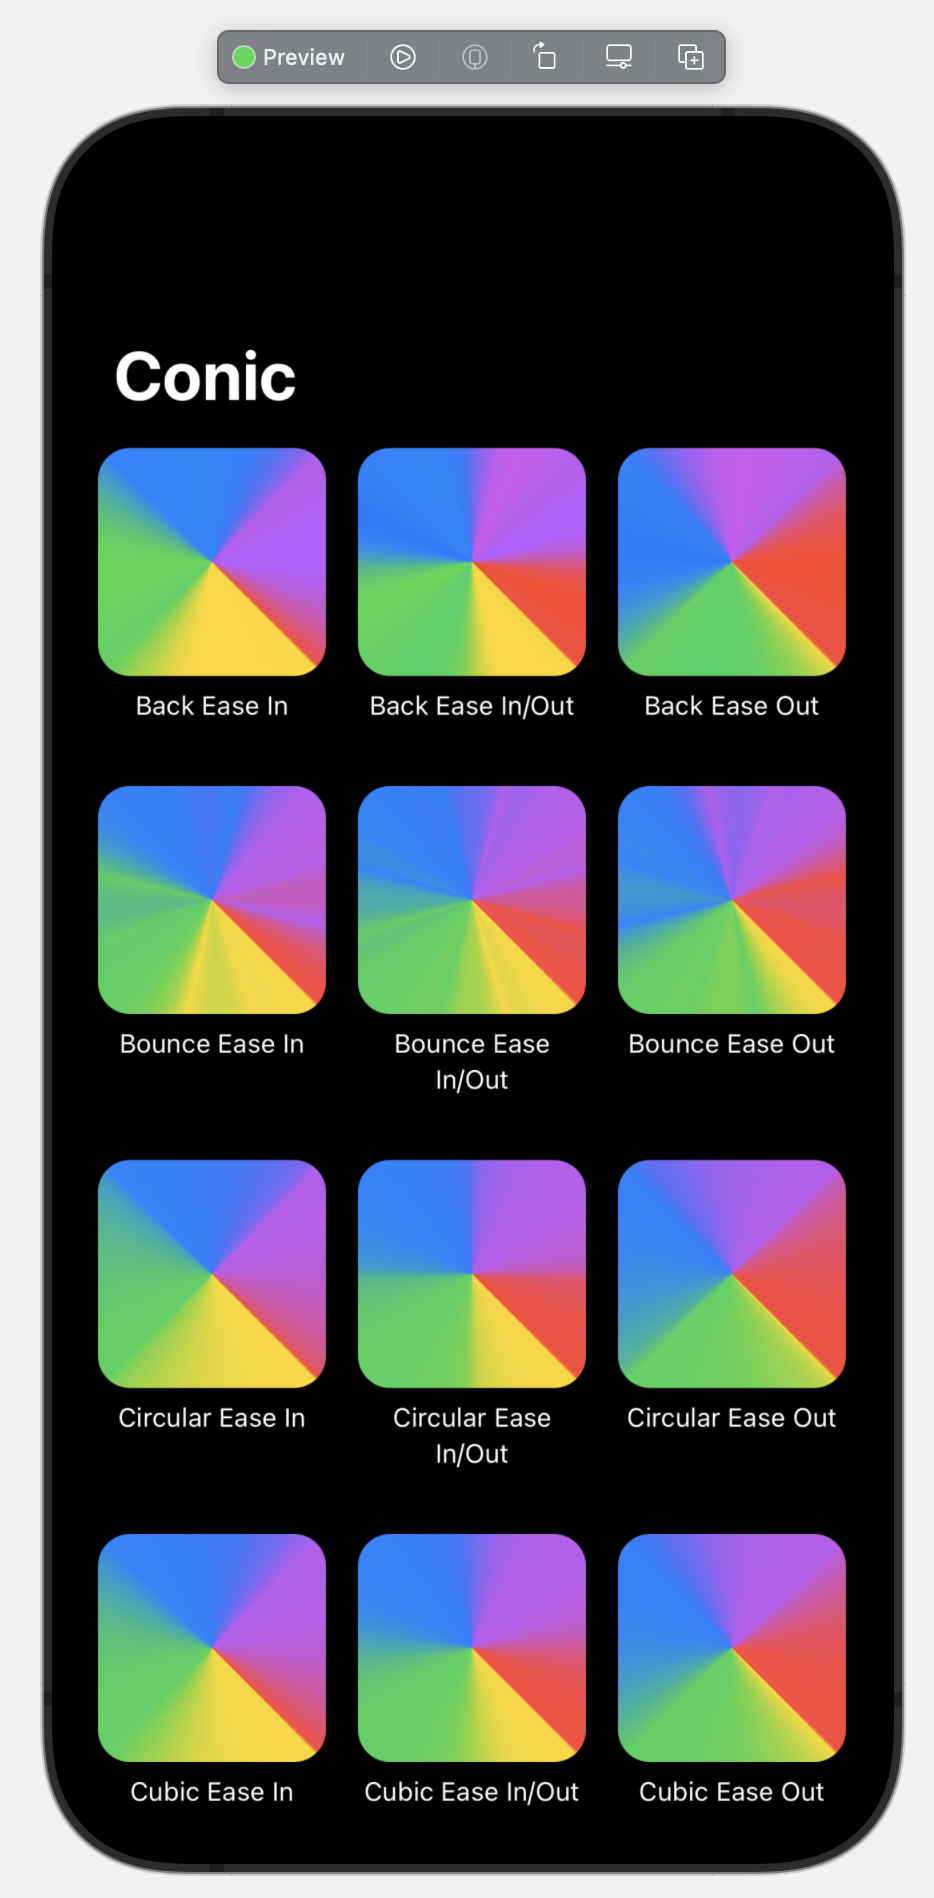 Preview
Conic
Back Ease In
Back Ease In/Out
Back Ease Out
Bounce Ease In
Bounce Ease
In/Out
Bounce Ease Out
Circular Ease In
Circular Ease
In/Out
Circular Ease Out
Cubic Ease In
Cubic Ease In/Out
Cubic Ease Out